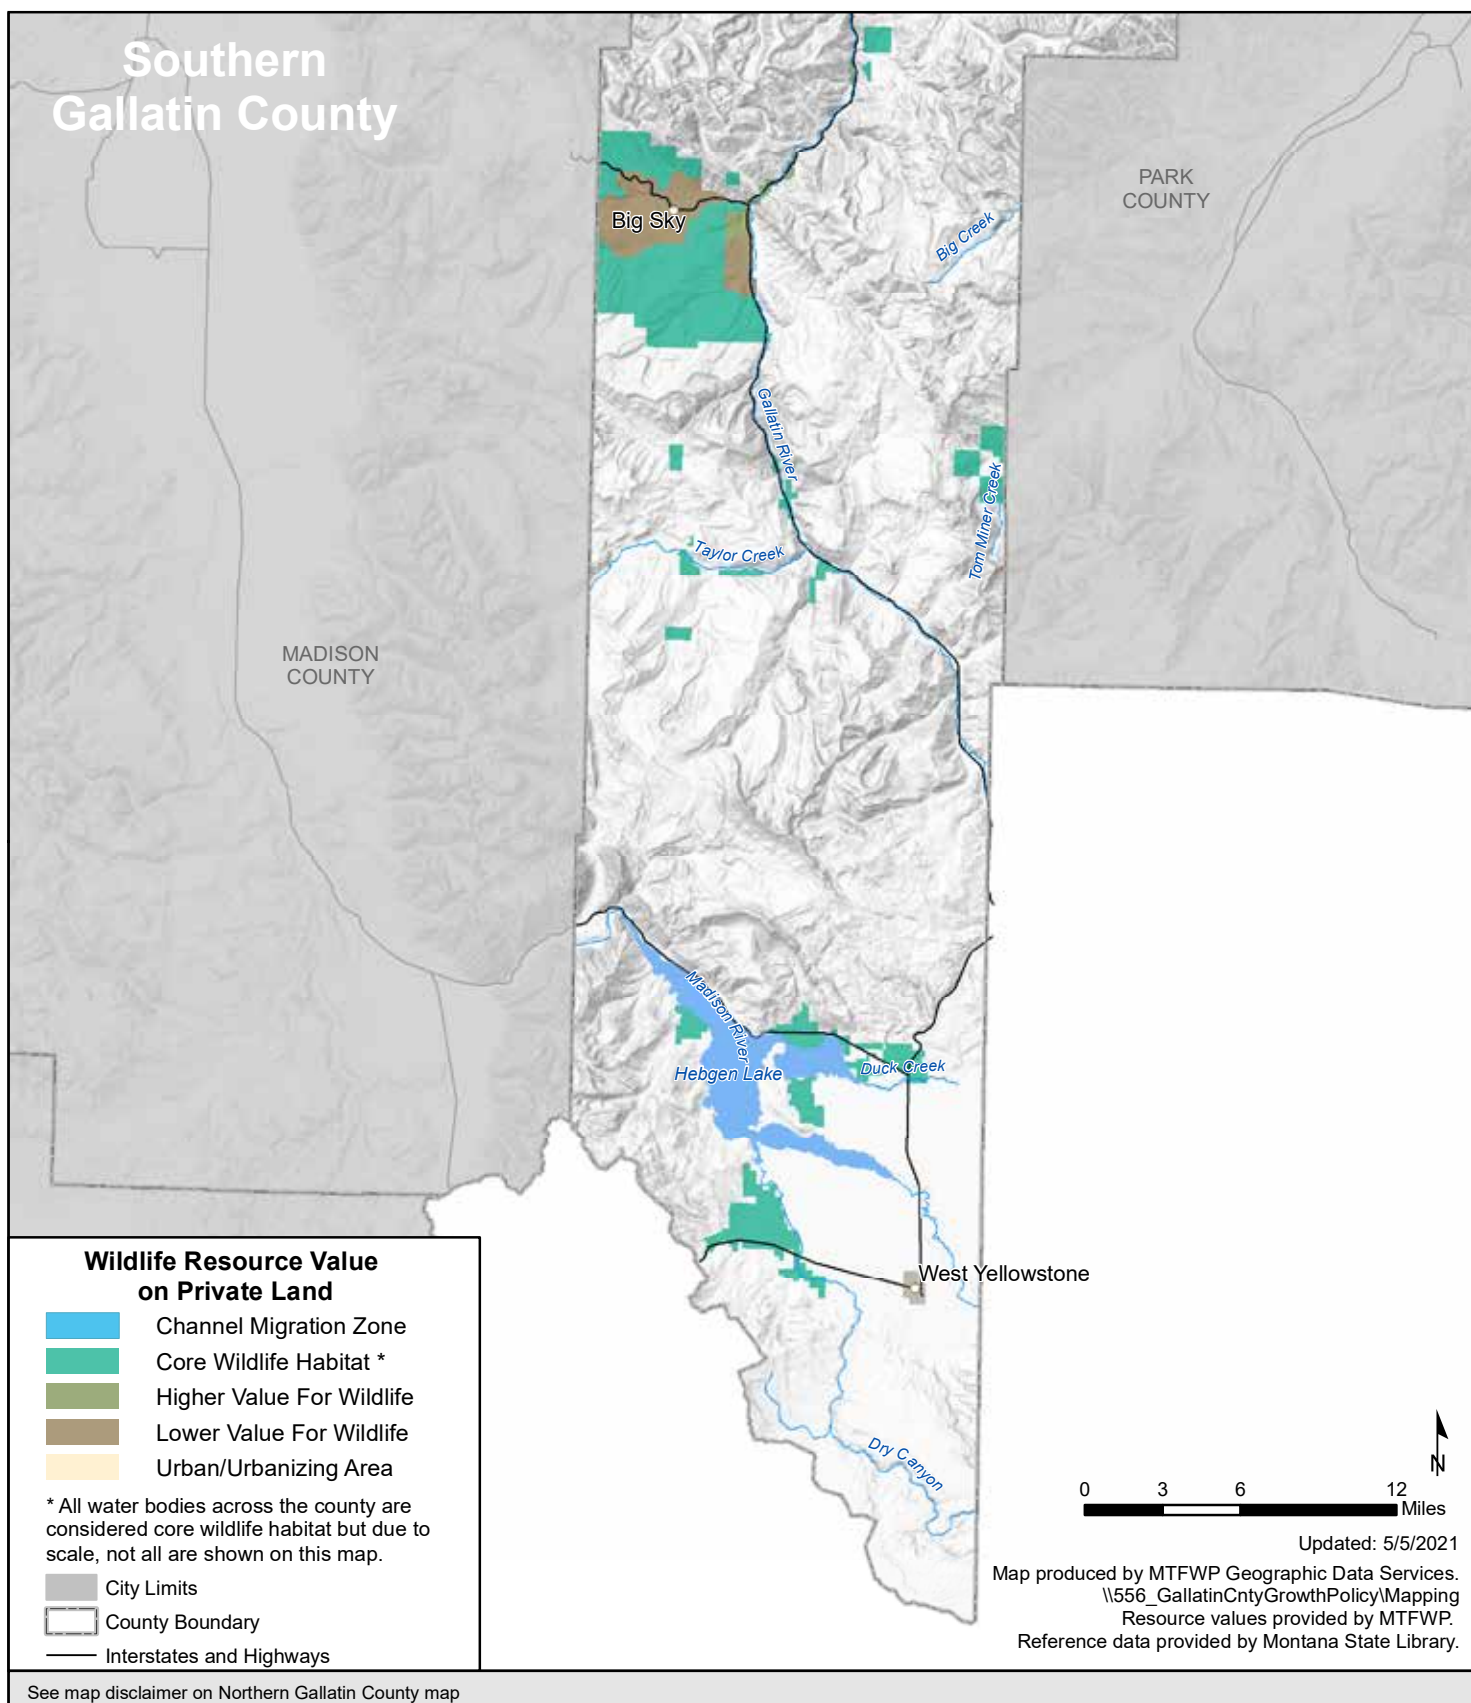 Southern
Gallatin County
PARK
COUNTY
Big Sky
Big Creek
Gallatin River
Tom Miner Creek
Taylor Creek
MADISON
COUNTY
Madison River
Hebgen Lake
Duck Creek
West Yellowstone
Dry Canyon
Wildlife Resource Value
on Private Land
Channel Migration Zone
Core Wildlife Habitat *
Higher Value For Wildlife
Lower Value For Wildlife
Urban/Urbanizing Area
* All water bodies across the county are
considered core wildlife habitat but due to
scale, not all are shown on this map.
City Limits
County Boundary
Interstates and Highways
N
0 3 6 12
Miles
Updated: 5/5/2021
Map produced by MTFWP Geographic Data Services.
\\556_GallatinCntyGrowthPolicy\Mapping
Resource values provided by MTFWP.
Reference data provided by Montana State Library.
See map disclaimer on Northern Gallatin County map